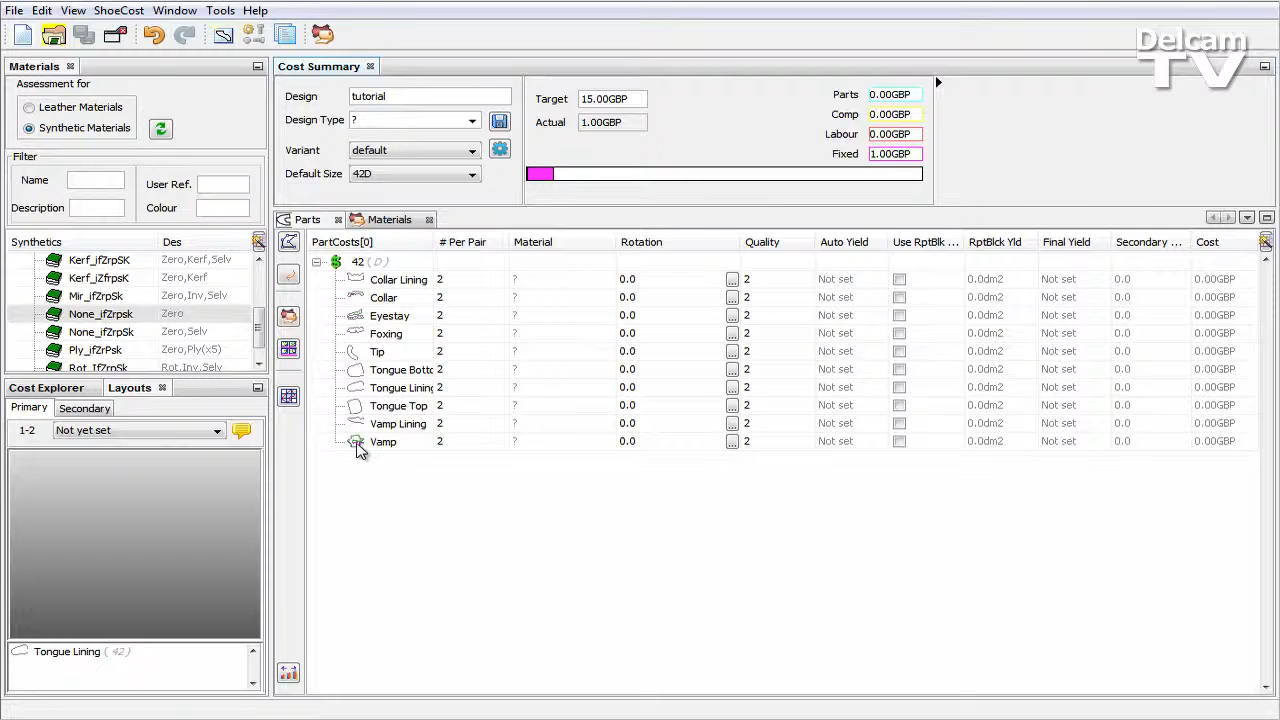 File Edit View ShoeCost Window Tools Help
Delcam TV
Materials
Assessment for
Leather Materials
Synthetic Materials
Filter
Name
User Ref.
Description
Colour
Synthetics Des
Kerf_ifZrpSK Zero,Kerf,Selv
Kerf_iZfrpsK Zero,Kerf
Mir_ifZrpSk Zero,Inv,Selv
None_ifZrpsk Zero
None_ifZrpSk Zero,Selv
Ply_ifZrPsk Zero,Ply(x5)
Rot_IfZrpSk Rot,Inv,Selv
Cost Explorer Layouts
Primary Secondary
1-2 Not yet set
Tongue Lining (42)
Cost Summary
Design tutorial
Design Type ?
Variant default
Default Size 42D
Target 15.00GBP
Actual 1.00GBP
Parts 0.00GBP
Comp 0.00GBP
Labour 0.00GBP
Fixed 1.00GBP
Parts Materials
PartCosts[0] # Per Pair Material Rotation Quality Auto Yield Use RptBlk ... RptBlck Yld Final Yield Secondary ... Cost
42 (D)
Collar Lining 2 ? 0.0 ... 2 Not set 0.0dm2 Not set 0.0 0.00GBP
Collar 2 ? 0.0 ... 2 Not set 0.0dm2 Not set 0.0 0.00GBP
Eyestay 2 ? 0.0 ... 2 Not set 0.0dm2 Not set 0.0 0.00GBP
Foxing 2 ? 0.0 ... 2 Not set 0.0dm2 Not set 0.0 0.00GBP
Tip 2 ? 0.0 ... 2 Not set 0.0dm2 Not set 0.0 0.00GBP
Tongue Botto 2 ? 0.0 ... 2 Not set 0.0dm2 Not set 0.0 0.00GBP
Tongue Lining 2 ? 0.0 ... 2 Not set 0.0dm2 Not set 0.0 0.00GBP
Tongue Top 2 ? 0.0 ... 2 Not set 0.0dm2 Not set 0.0 0.00GBP
Vamp Lining 2 ? 0.0 ... 2 Not set 0.0dm2 Not set 0.0 0.00GBP
Vamp 2 ? 0.0 ... 2 Not set 0.0dm2 Not set 0.0 0.00GBP